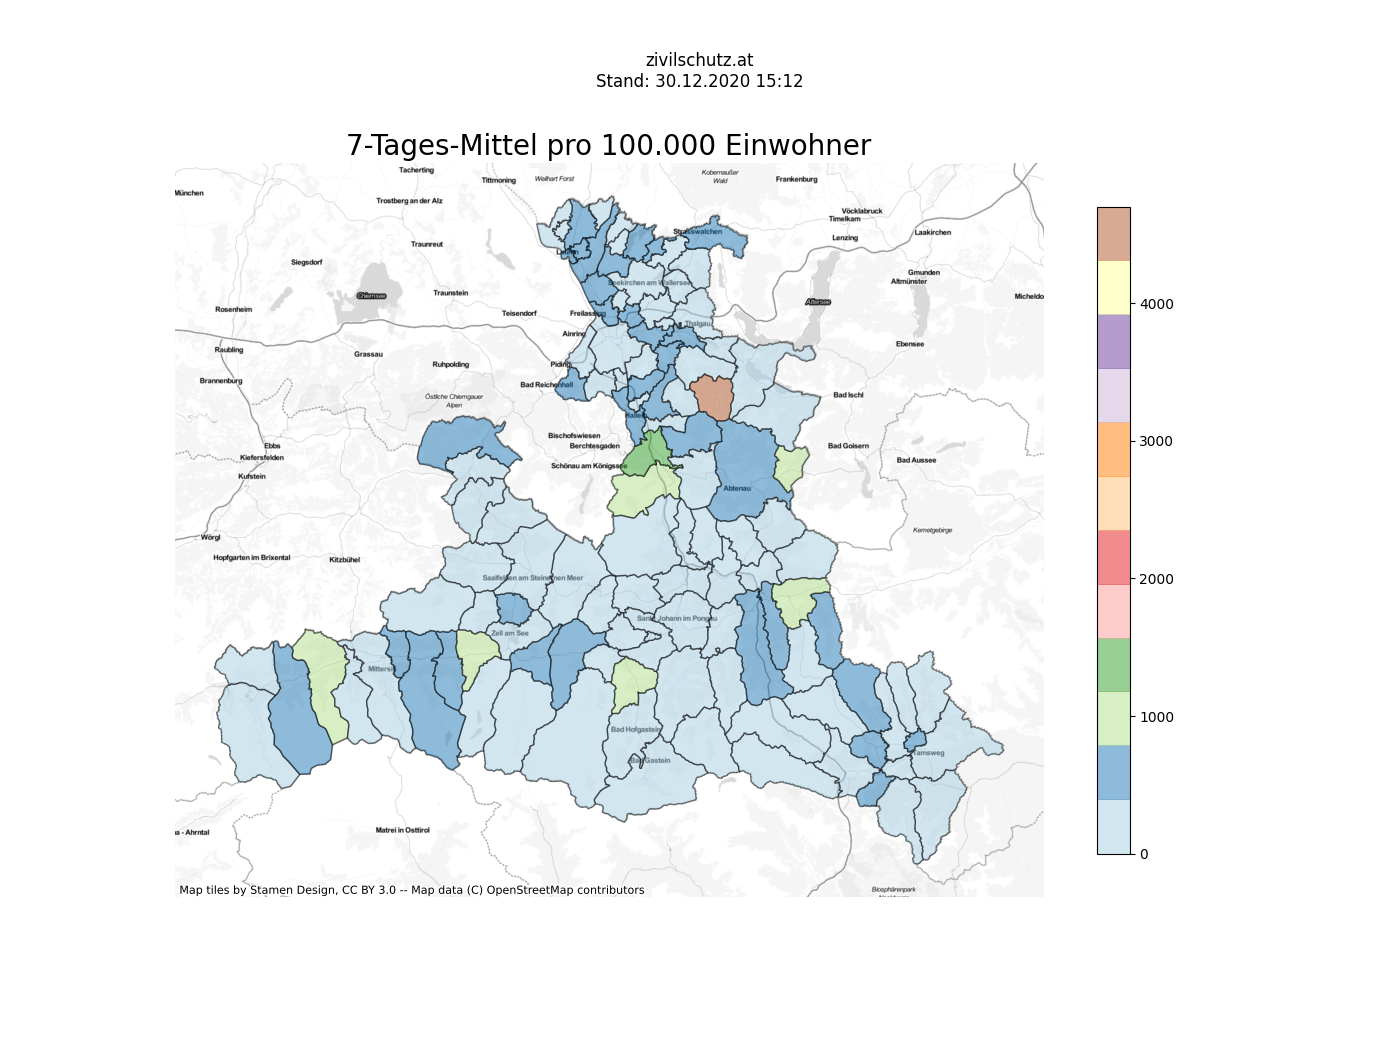 zivilschutz.at
Stand: 30.12.2020 15:12
7-Tages-Mittel pro 100.000 Einwohner
Tacherting
Tittmoning
Weilhart Forst
Kobernaußer
Wald
Frankenburg
München
Trostberg an der Alz
Vöcklabruck
Timelkam
Strasswalchen
Laakirchen
Lenzing
Traunreut
Siegsdorf
Gmunden
Altmünster
Seekirchen am Wallersee
Chiemsee
Traunstein
Attersee
Micheldo
Rosenheim
Teisendorf
Freilassing
Thalgau
Ainring
Ebensee
Raubling
Grassau
Ruhpolding
Piding
Brannenburg
Bad Reichenhall
Bad Ischl
Östliche Chiemgauer
Alpen
Bischofswiesen
Berchtesgaden
Ebbs
Kiefersfelden
Bad Goisern
Bad Aussee
Schönau am Königssee
Kufstein
Abtenau
Kemetgebirge
Wörgl
Hopfgarten im Brixental
Kitzbühel
Saalfelden am Steinernen Meer
Sankt Johann im Pongau
Zell am See
Mittersill
Bad Hofgastein
Bad Gastein
Tamsweg
Matrei in Osttirol
a - Ahrntal
Biosphärenpark
Map tiles by Stamen Design, CC BY 3.0 -- Map data (C) OpenStreetMap contributors
4000
3000
2000
1000
0